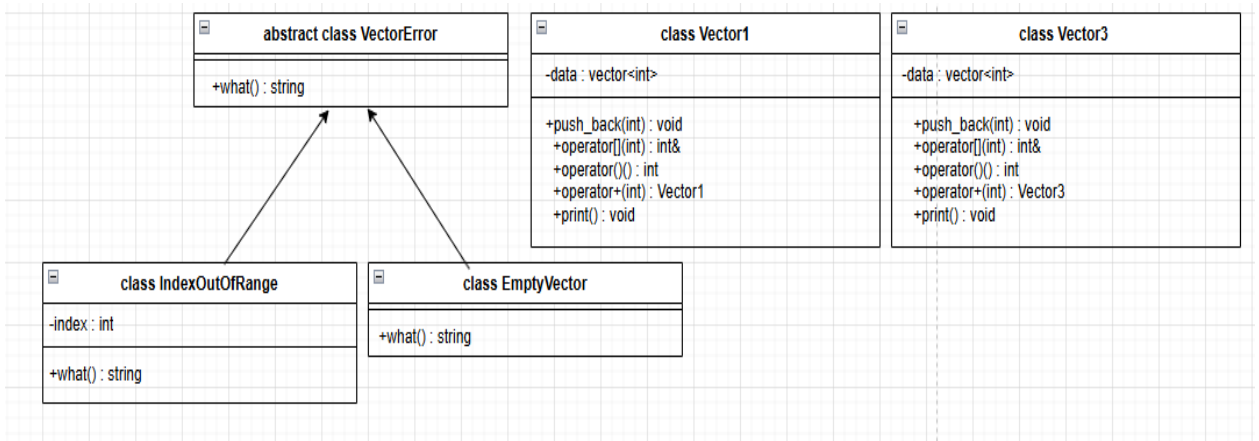 abstract class VectorError
+what() : string
class Vector1
-data : vector<int>
+push_back(int) : void
+operator[](int) : int&
+operator()() : int
+operator+(int) : Vector1
+print() : void
class Vector3
-data : vector<int>
+push_back(int) : void
+operator[](int) : int&
+operator()() : int
+operator+(int) : Vector3
+print() : void
class IndexOutOfRange
-index : int
+what() : string
class EmptyVector
+what() : string